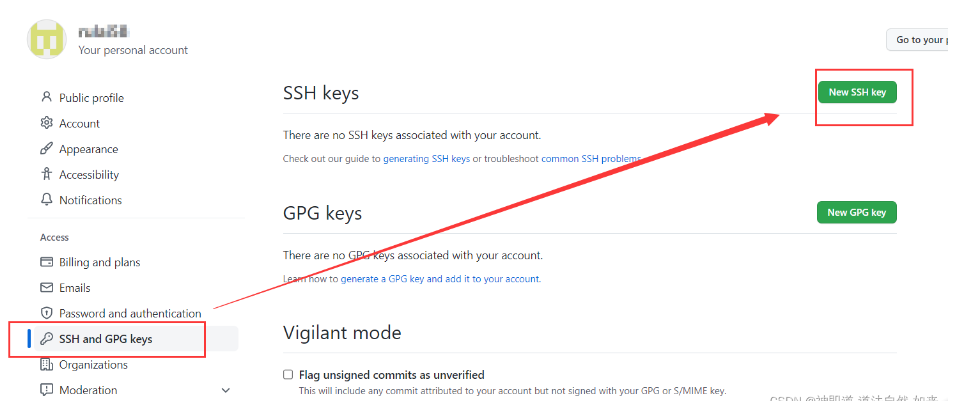 Your personal account
Go to your
Public profile
Account
Appearance
Accessibility
Notifications
Access
Billing and plans
Emails
Password and authentication
SSH and GPG keys
Organizations
Moderation
SSH keys
New SSH key
There are no SSH keys associated with your account.
Check out our guide to generating SSH keys or troubleshoot common SSH problems.
GPG keys
New GPG key
There are no GPG keys associated with your account.
Learn how to generate a GPG key and add it to your account.
Vigilant mode
Flag unsigned commits as unverified
This will include any commit attributed to your account but not signed with your GPG or S/MIME key.